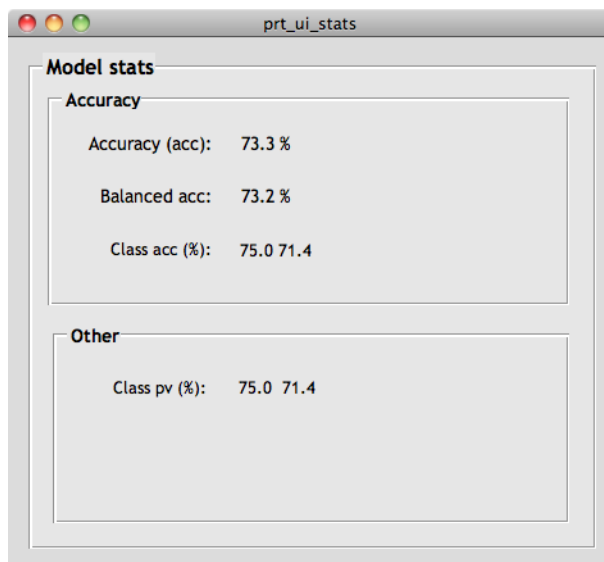 prt_ui_stats
Model stats
Accuracy
Accuracy (acc): 73.3 %
Balanced acc: 73.2 %
Class acc (%): 75.0 71.4
Other
Class pv (%): 75.0 71.4